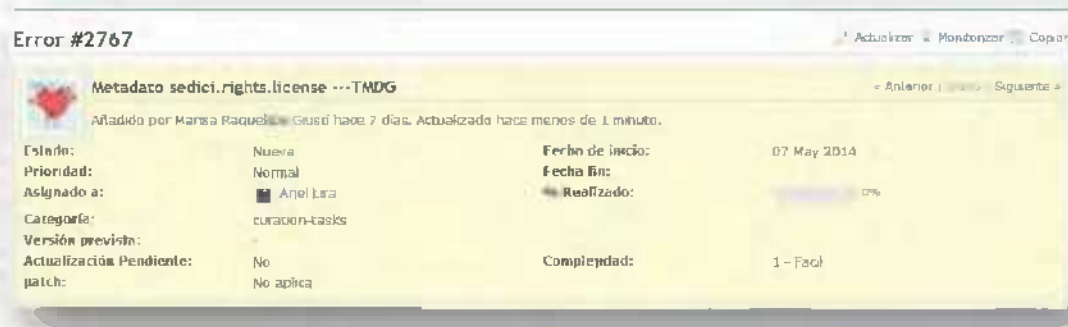 Error #2767
Actualizar Monitorizar Copiar
Metadato sedici.rights.license ---TMDG
« Anterior | Siguiente »
Añadido por Marisa Raquel Giusti hace 7 días. Actualizado hace menos de 1 minuto.
Estado: Nueva Fecha de inicio: 07 May 2014
Prioridad: Normal Fecha fin:
Asignado a: Ariel Lira % Realizado: 0%
Categoría: curation-tasks
Versión prevista: -
Actualización Pendiente: No Complejidad: 1 - Facil
patch: No aplica